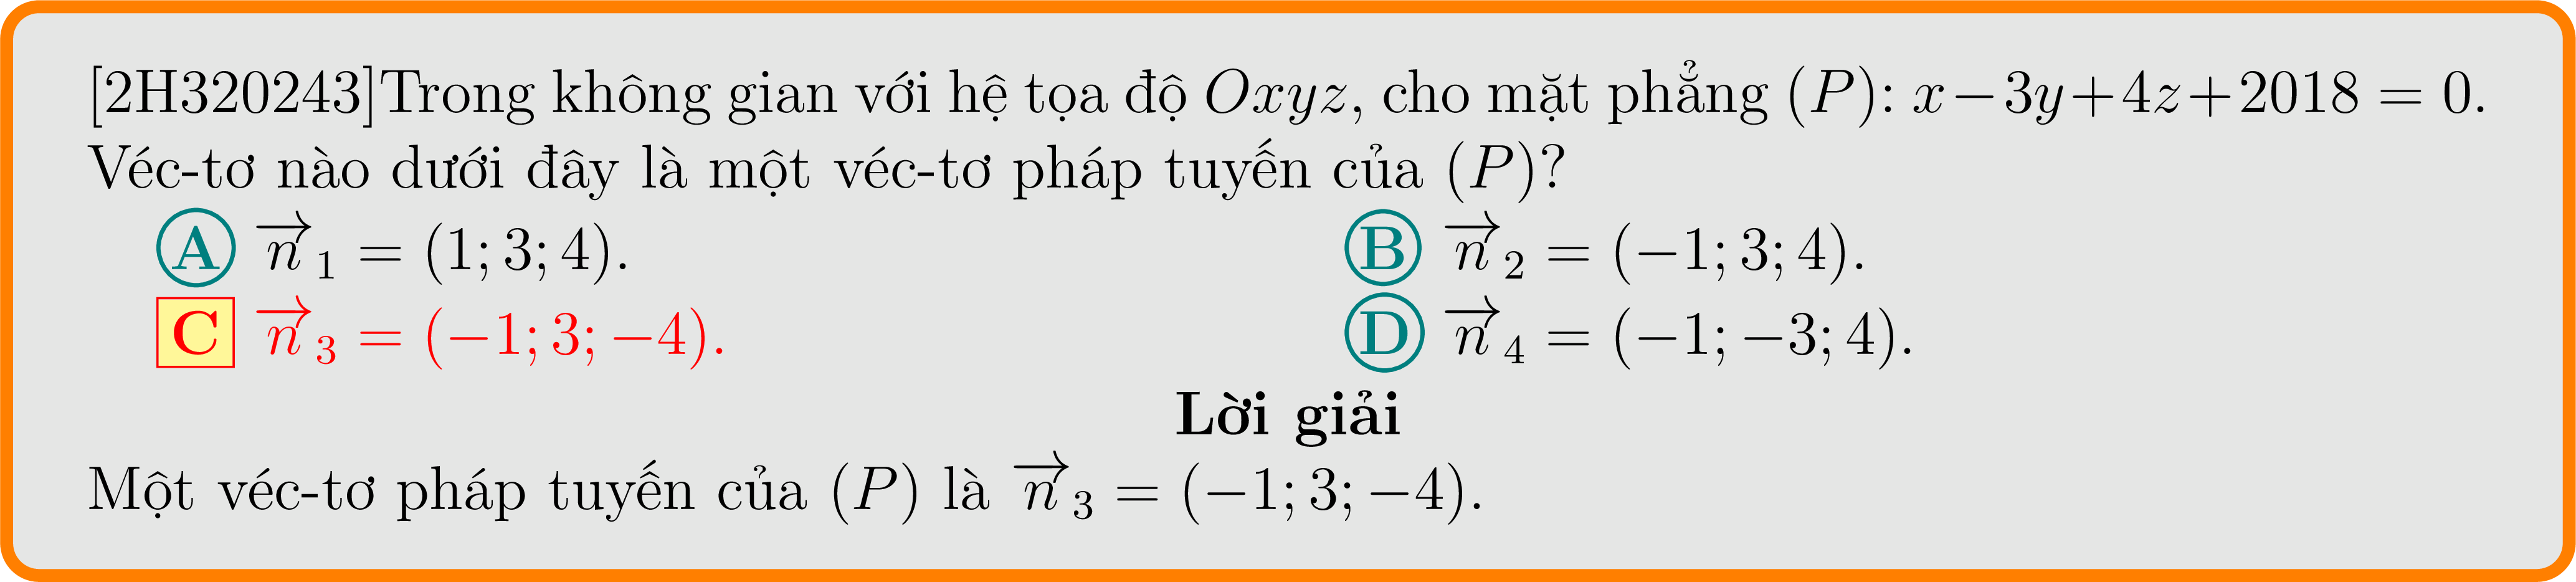 [2H320243]Trong không gian với hệ tọa độ Oxyz, cho mặt phẳng (P): x−3y+4z+2018 = 0.
Véc-tơ nào dưới đây là một véc-tơ pháp tuyến của (P)?
A $\overrightarrow{n}_1$ = (1; 3; 4). B $\overrightarrow{n}_2$ = (−1; 3; 4).
C $\overrightarrow{n}_3$ = (−1; 3; −4). D $\overrightarrow{n}_4$ = (−1; −3; 4).
Lời giải
Một véc-tơ pháp tuyến của (P) là $\overrightarrow{n}_3$ = (−1; 3; −4).